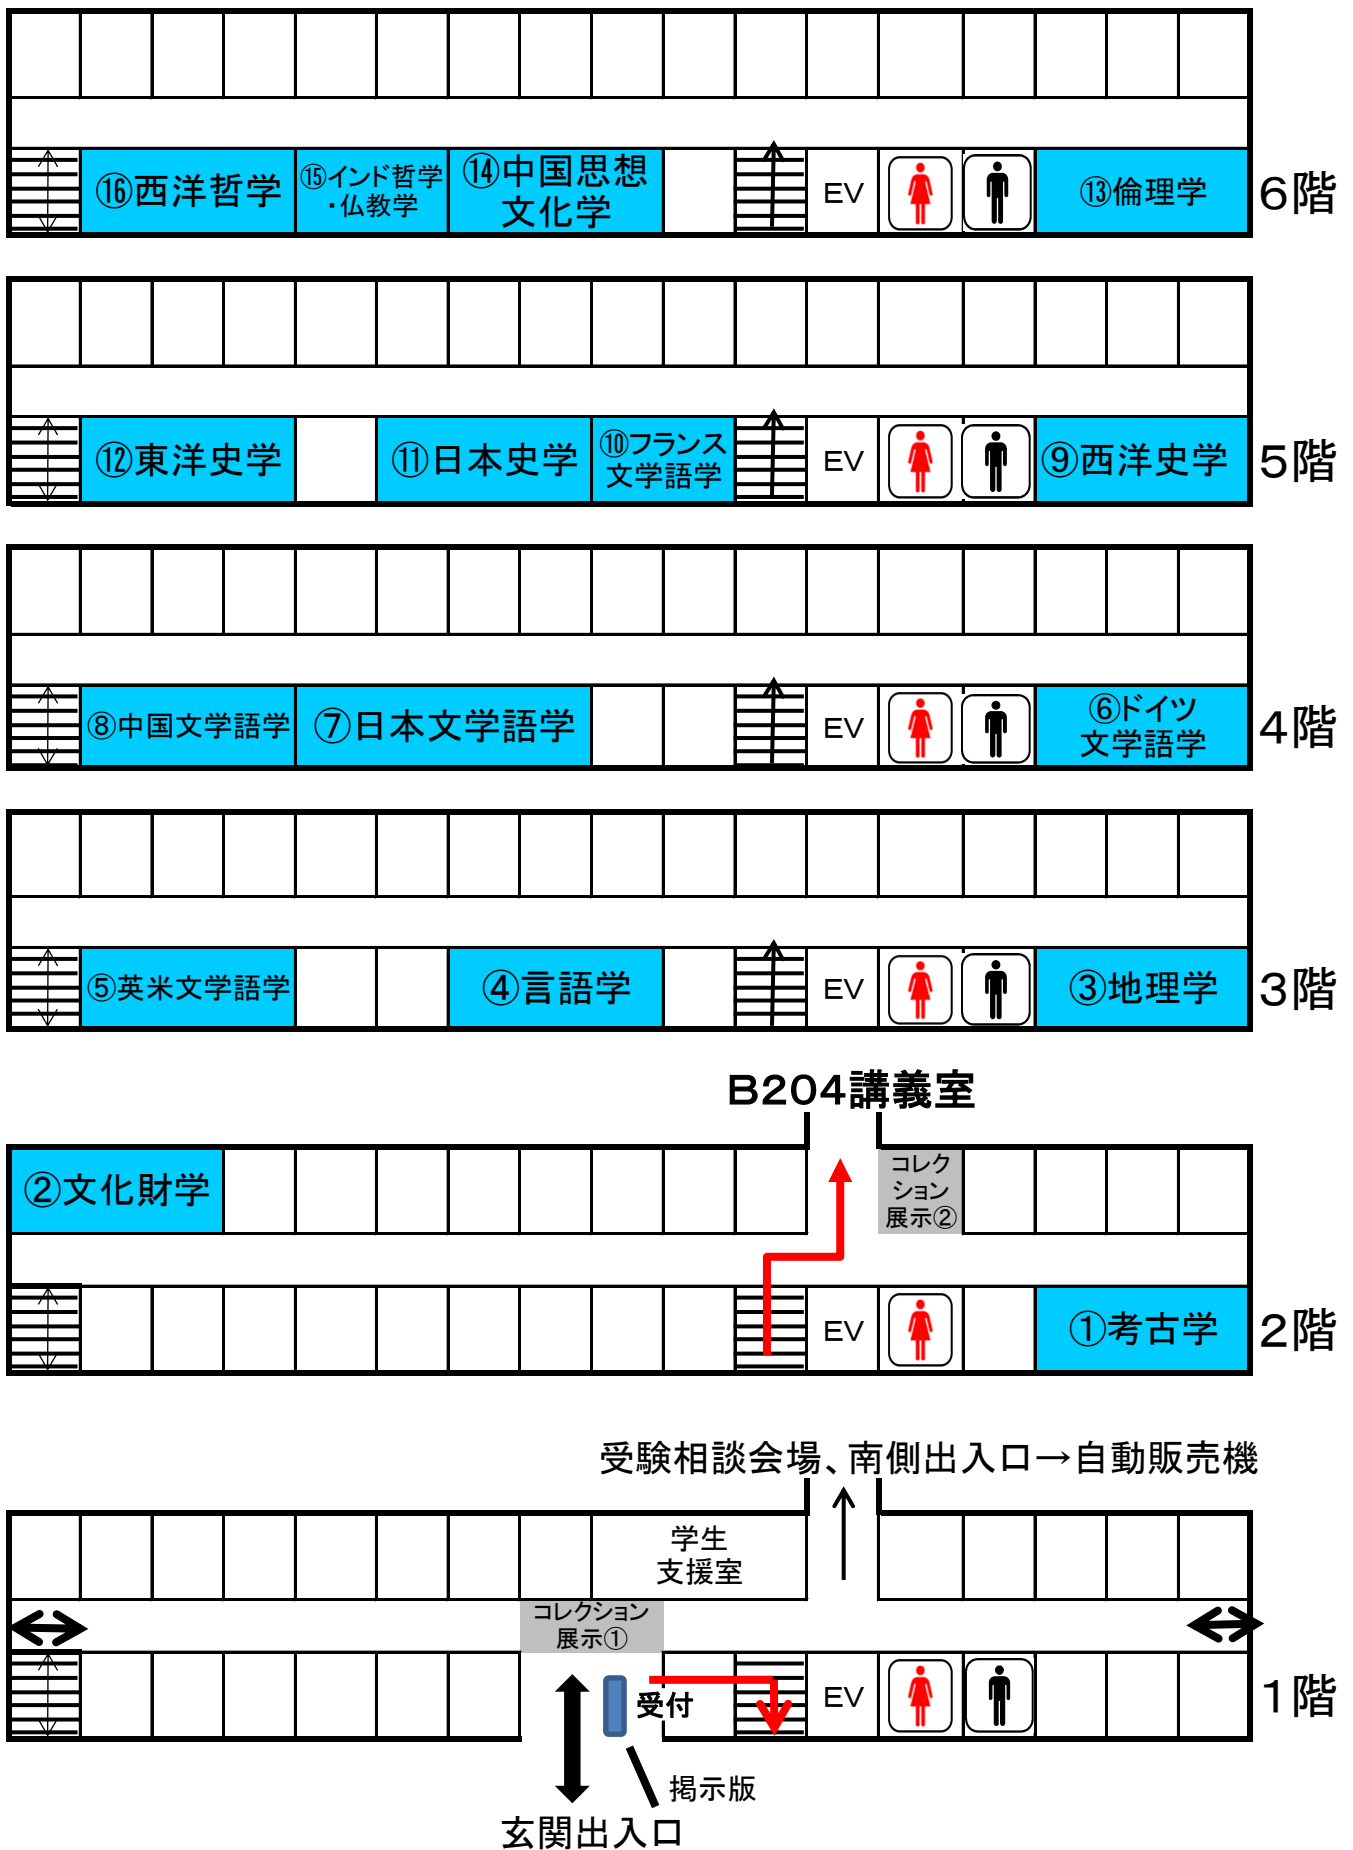 ⑯西洋哲学
⑮インド哲学
・仏教学
⑭中国思想
文化学
EV
⑬倫理学
6階
⑫東洋史学
⑪日本史学
⑩フランス
文学語学
EV
⑨西洋史学
5階
⑧中国文学語学
⑦日本文学語学
EV
⑥ドイツ
文学語学
4階
⑤英米文学語学
④言語学
EV
③地理学
3階
B204講義室
②文化財学
コレク
ション
展示②
EV
①考古学
2階
受験相談会場、南側出入口→自動販売機
学生
支援室
コレクション
展示①
受付
EV
1階
掲示版
玄関出入口